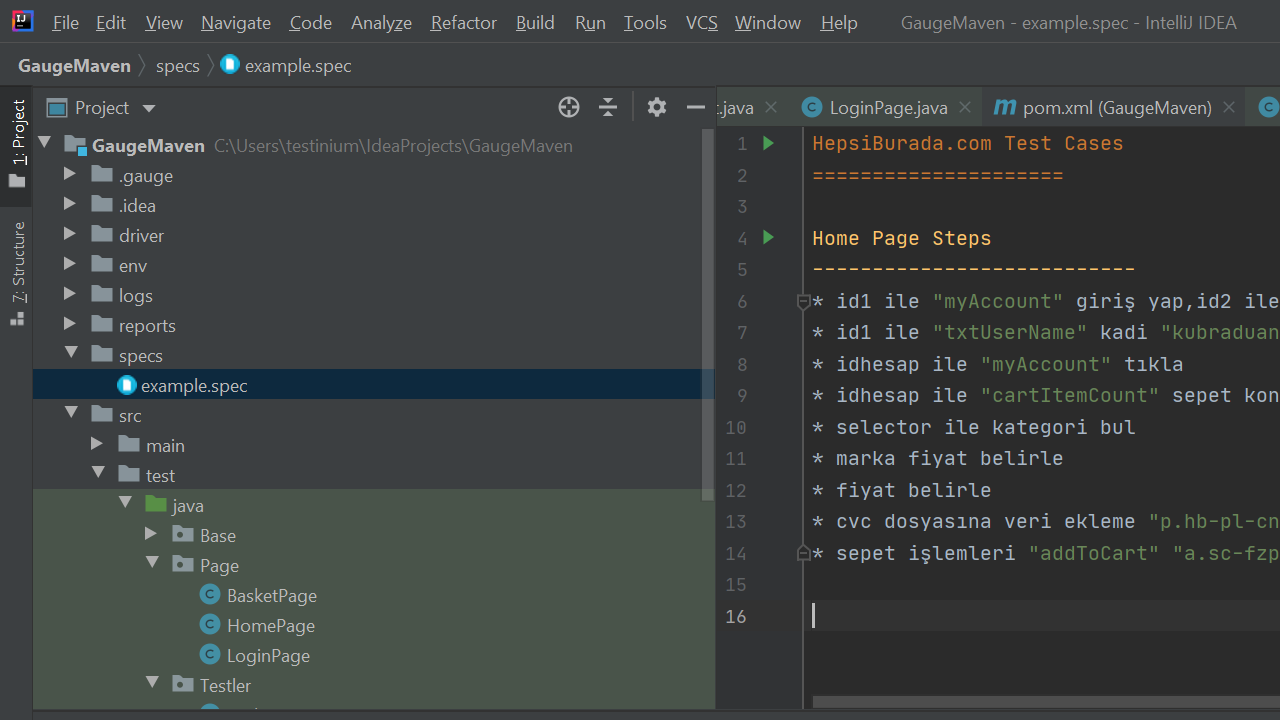 File Edit View Navigate Code Analyze Refactor Build Run Tools VCS Window Help GaugeMaven - example.spec - IntelliJ IDEA
GaugeMaven specs example.spec
1: Project
7: Structure
Project
GaugeMaven C:\Users\testinium\IdeaProjects\GaugeMaven
.gauge
.idea
driver
env
logs
reports
specs
example.spec
src
main
test
java
Base
Page
BasketPage
HomePage
LoginPage
Testler
.java LoginPage.java pom.xml (GaugeMaven)
1 HepsiBurada.com Test Cases
2 =====================
3
4 Home Page Steps
5 ---------------------------
6 * id1 ile "myAccount" giriş yap,id2 ile
7 * id1 ile "txtUserName" kadi "kubraduan
8 * idhesap ile "myAccount" tıkla
9 * idhesap ile "cartItemCount" sepet kon
10 * selector ile kategori bul
11 * marka fiyat belirle
12 * fiyat belirle
13 * cvc dosyasına veri ekleme "p.hb-pl-cn
14 * sepet işlemleri "addToCart" "a.sc-fzp
15
16